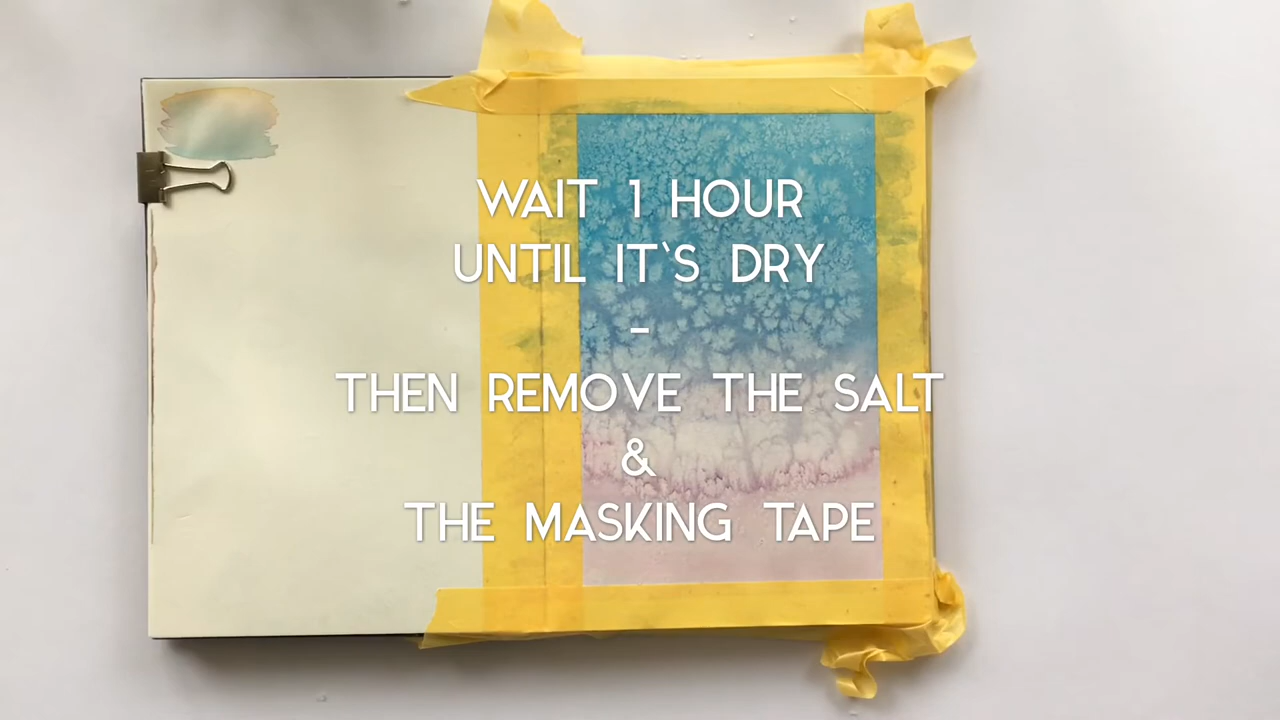 WAIT 1 HOUR
UNTIL IT`S DRY
-
THEN REMOVE THE SALT
&
THE MASKING TAPE